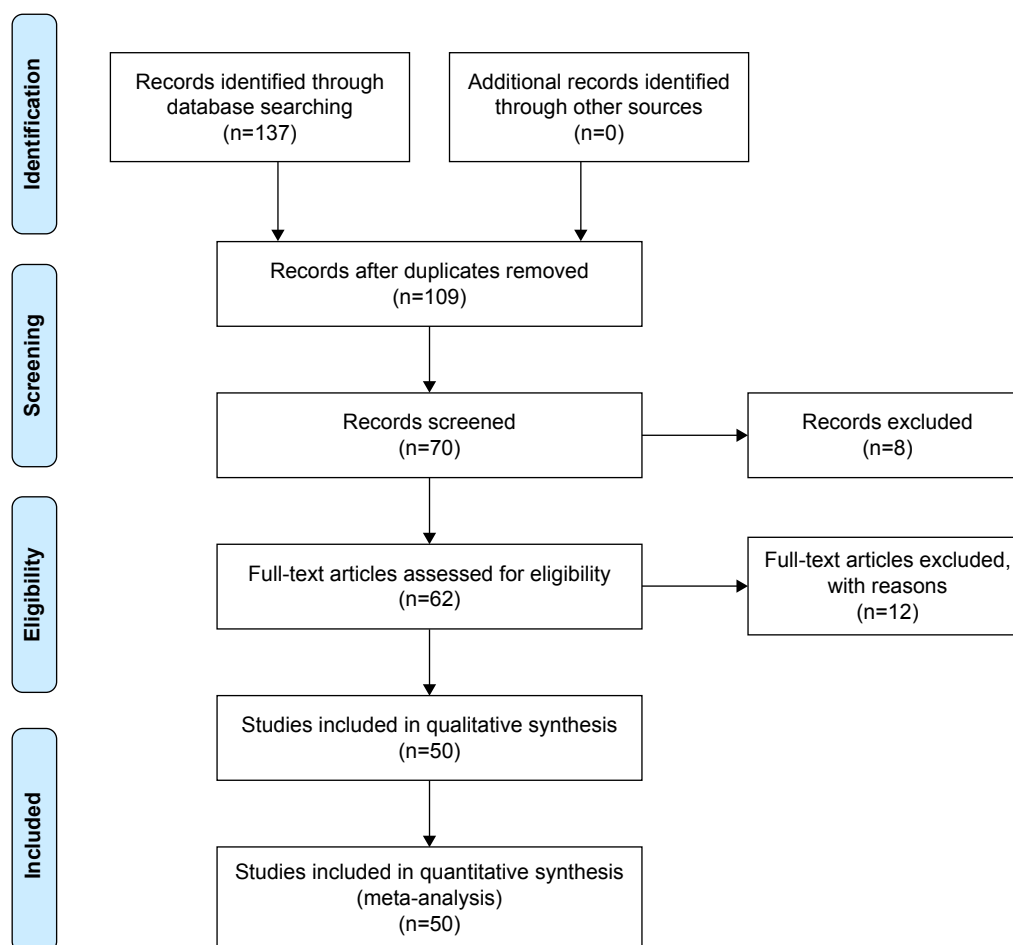 Identification
Records identified through
database searching
(n=137)
Additional records identified
through other sources
(n=0)
Records after duplicates removed
(n=109)
Screening
Records screened
(n=70)
Records excluded
(n=8)
Eligibility
Full-text articles assessed for eligibility
(n=62)
Full-text articles excluded,
with reasons
(n=12)
Studies included in qualitative synthesis
(n=50)
Included
Studies included in quantitative synthesis
(meta-analysis)
(n=50)